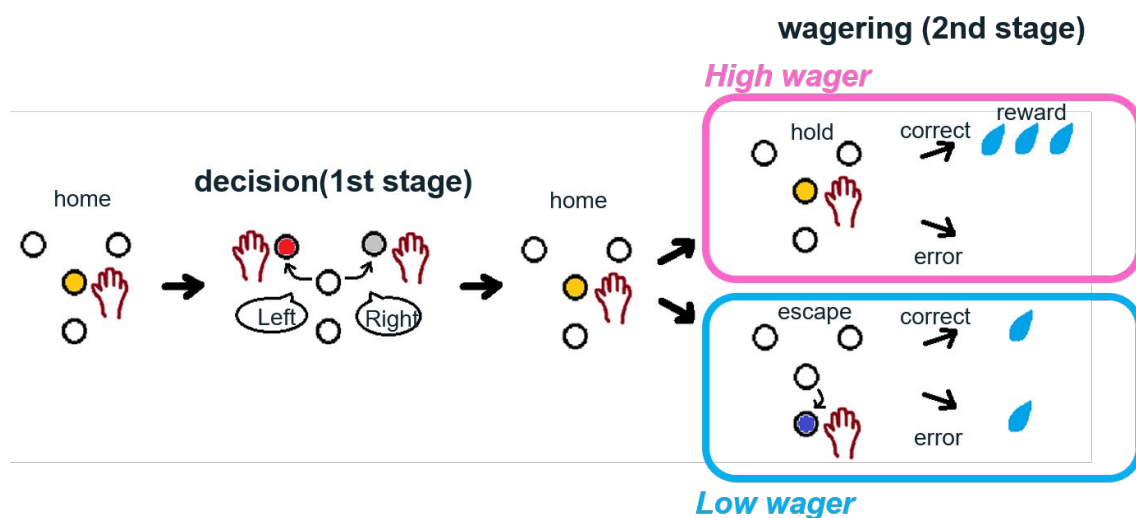 wagering (2nd stage)
High wager
reward
hold
correct
decision(1st stage)
home
home
error
Left
Right
escape
correct
error
Low wager